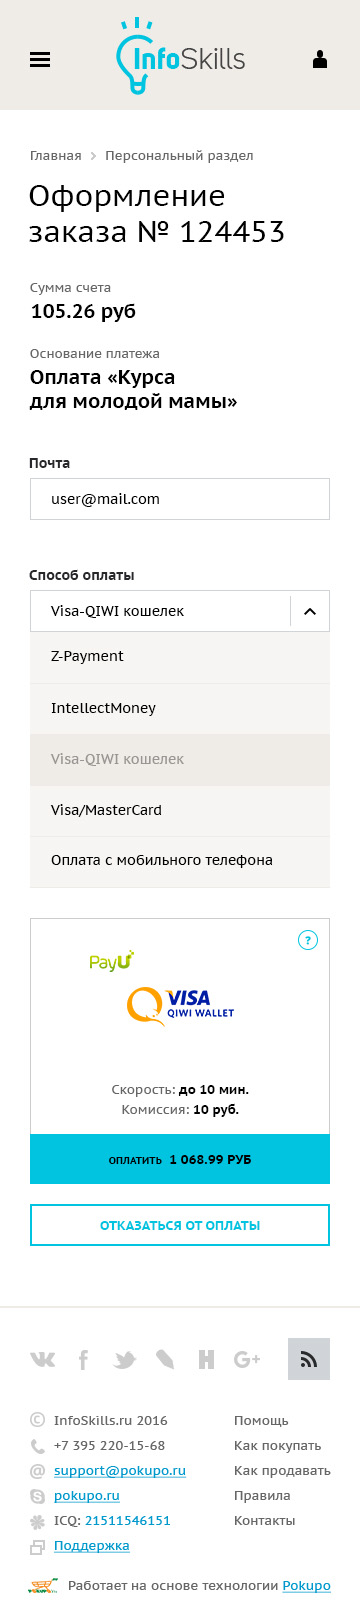 InfoSkills
Главная > Персональный раздел
Оформление
заказа № 124453
Сумма счета
105.26 руб
Основание платежа
Оплата «Курса
для молодой мамы»
Почта
user@mail.com
Способ оплаты
Visa-QIWI кошелек
Z-Payment
IntellectMoney
Visa-QIWI кошелек
Visa/MasterCard
Оплата с мобильного телефона
?
PayU
VISA
QIWI WALLET
Скорость: до 10 мин.
Комиссия: 10 руб.
ОПЛАТИТЬ 1 068.99 РУБ
ОТКАЗАТЬСЯ ОТ ОПЛАТЫ
© InfoSkills.ru 2016
Помощь
+7 395 220-15-68
Как покупать
support@pokupo.ru
Как продавать
pokupo.ru
Правила
ICQ: 21511546151
Контакты
Поддержка
Работает на основе технологии Pokupo